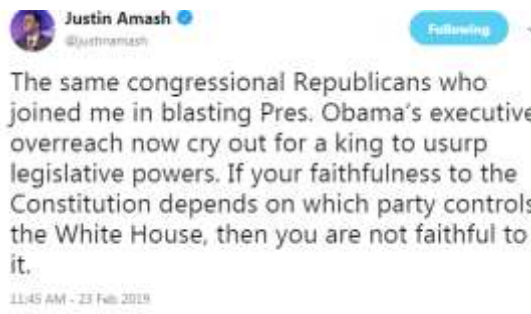 Justin Amash
@justinamash
Following
The same congressional Republicans who
joined me in blasting Pres. Obama's executive
overreach now cry out for a king to usurp
legislative powers. If your faithfulness to the
Constitution depends on which party controls
the White House, then you are not faithful to
it.
11:45 AM - 23 Feb 2019